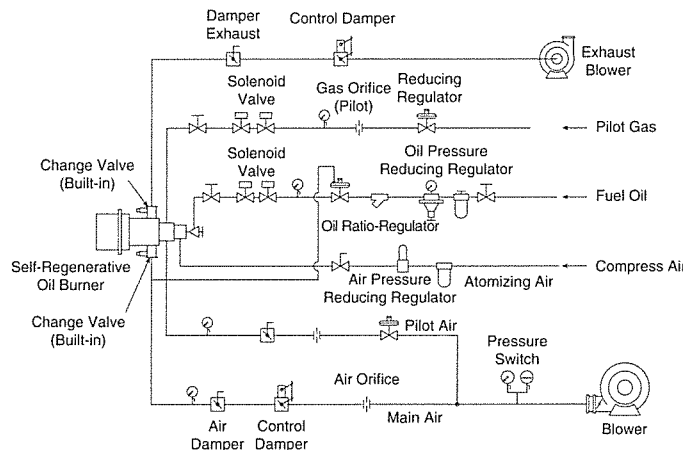 Damper
Exhaust
Control Damper
Exhaust
Blower
Solenoid
Valve
Gas Orifice
(Pilot)
Reducing
Regulator
Pilot Gas
Change Valve
(Built-in)
Solenoid
Valve
Oil Pressure
Reducing Regulator
Fuel Oil
Oil Ratio-Regulator
Self-Regenerative
Oil Burner
Air Pressure
Reducing Regulator
Atomizing Air
Compress Air
Change Valve
(Built-in)
Pilot Air
Pressure
Switch
Air Orifice
Air
Damper
Control
Damper
Main Air
Blower